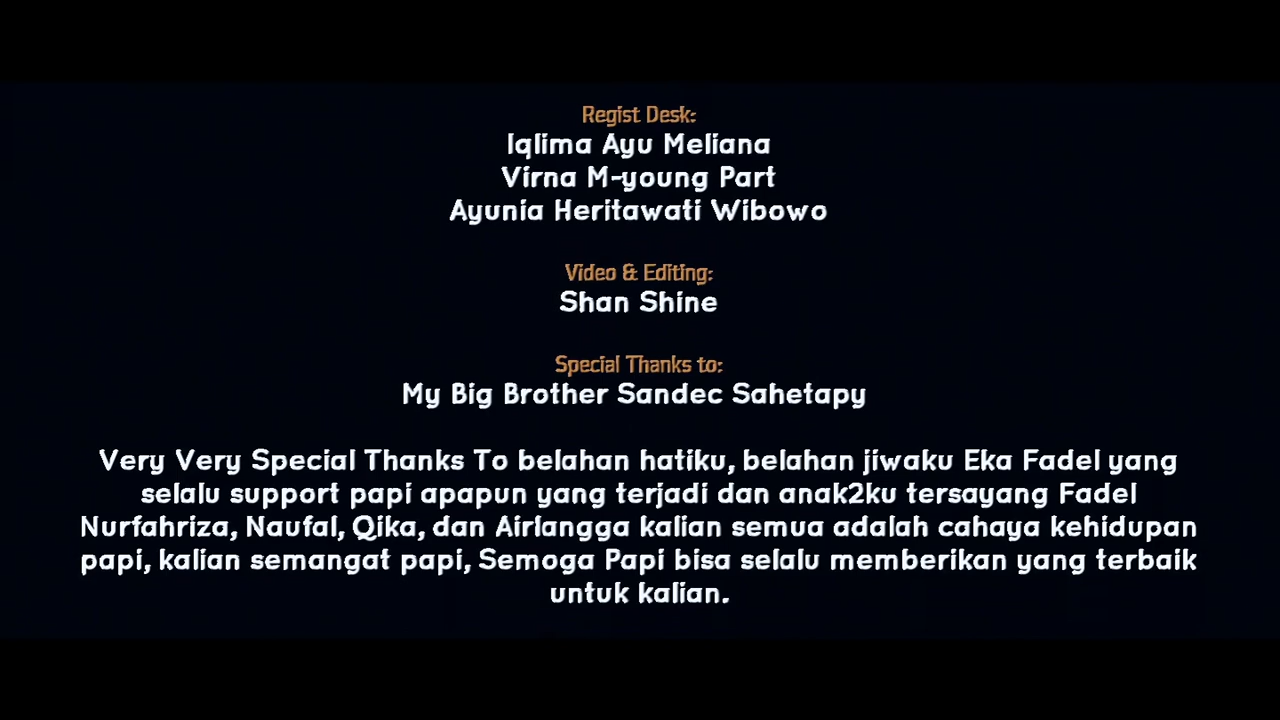 Regist Desk:
Iqlima Ayu Meliana
Virna M-young Part
Ayunia Heritawati Wibowo
Video & Editing:
Shan Shine
Special Thanks to:
My Big Brother Sandec Sahetapy
Very Very Special Thanks To belahan hatiku, belahan jiwaku Eka Fadel yang
selalu support papi apapun yang terjadi dan anak2ku tersayang Fadel
Nurfahriza, Naufal, Qika, dan Airlangga kalian semua adalah cahaya kehidupan
papi, kalian semangat papi, Semoga Papi bisa selalu memberikan yang terbaik
untuk kalian.